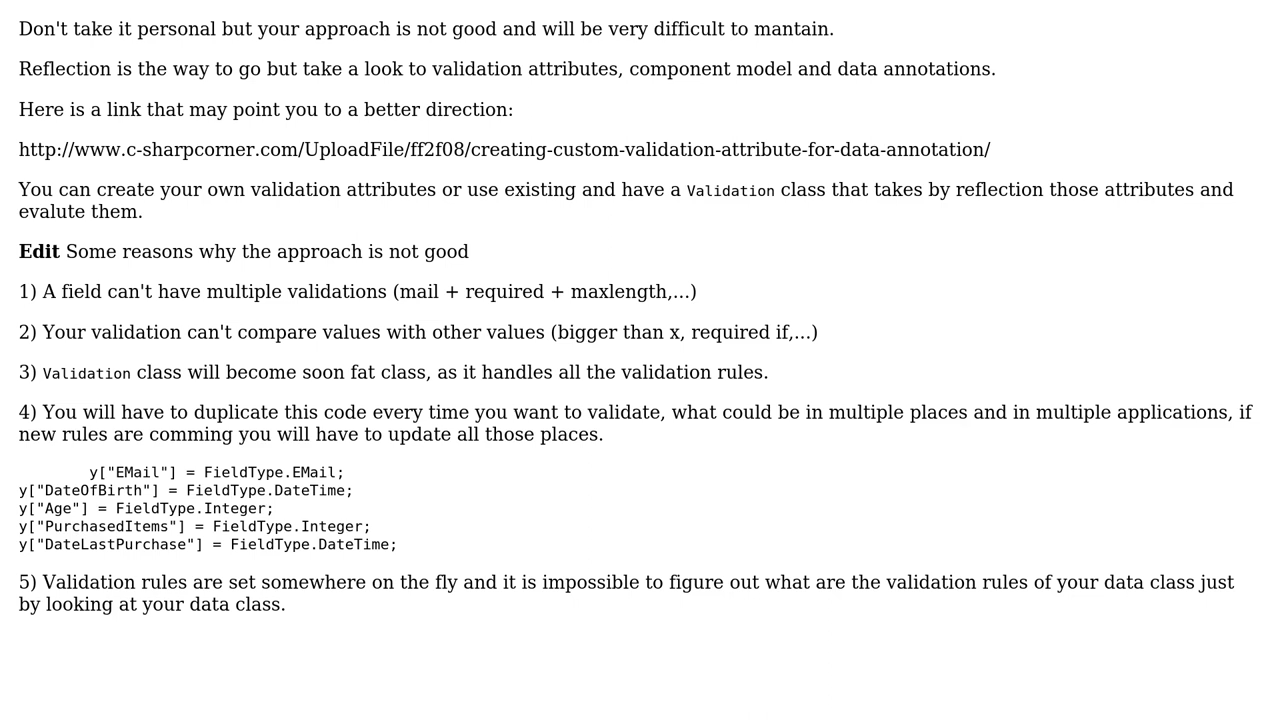 Don't take it personal but your approach is not good and will be very difficult to mantain.
Reflection is the way to go but take a look to validation attributes, component model and data annotations.
Here is a link that may point you to a better direction:
http://www.c-sharpcorner.com/UploadFile/ff2f08/creating-custom-validation-attribute-for-data-annotation/
You can create your own validation attributes or use existing and have a Validation class that takes by reflection those attributes and
evalute them.
Edit Some reasons why the approach is not good
1) A field can't have multiple validations (mail + required + maxlength,...)
2) Your validation can't compare values with other values (bigger than x, required if,...)
3) Validation class will become soon fat class, as it handles all the validation rules.
4) You will have to duplicate this code every time you want to validate, what could be in multiple places and in multiple applications, if
new rules are comming you will have to update all those places.
        y["EMail"] = FieldType.EMail;
y["DateOfBirth"] = FieldType.DateTime;
y["Age"] = FieldType.Integer;
y["PurchasedItems"] = FieldType.Integer;
y["DateLastPurchase"] = FieldType.DateTime;
5) Validation rules are set somewhere on the fly and it is impossible to figure out what are the validation rules of your data class just
by looking at your data class.